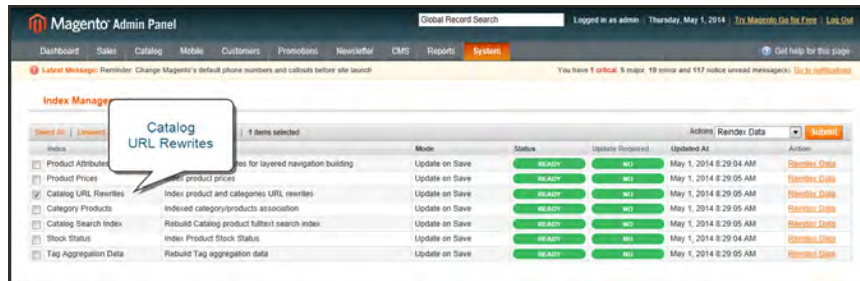 Magento® Admin Panel
Global Record Search
Logged in as admin | Thursday, May 1, 2014 | Try Magento Go for Free | Log Out
Dashboard Sales Catalog Mobile Customers Promotions Newsletter CMS Reports System
Get help for this page
Latest Message: Reminder: Change Magento's default phone numbers and callouts before site launch
You have 1 critical, 5 major, 19 minor and 117 notice unread message(s). Go to notifications
Index Manage
Catalog
URL Rewrites
Select All | 1 items selected
Actions Reindex Data Submit
Index Mode Status Update Required Updated At Action
Product Attributes tes for layered navigation building Update on Save READY NO May 1, 2014 8:29:04 AM Reindex Data
Product Prices Index product prices Update on Save READY NO May 1, 2014 8:29:05 AM Reindex Data
Catalog URL Rewrites Index product and categories URL rewrites Update on Save READY NO May 1, 2014 8:29:05 AM Reindex Data
Category Products Indexed category/products association Update on Save READY NO May 1, 2014 8:29:05 AM Reindex Data
Catalog Search Index Rebuild Catalog product fulltext search index Update on Save READY NO May 1, 2014 8:29:05 AM Reindex Data
Stock Status Index Product Stock Status Update on Save READY NO May 1, 2014 8:29:04 AM Reindex Data
Tag Aggregation Data Rebuild Tag aggregation data Update on Save READY NO May 1, 2014 8:29:05 AM Reindex Data